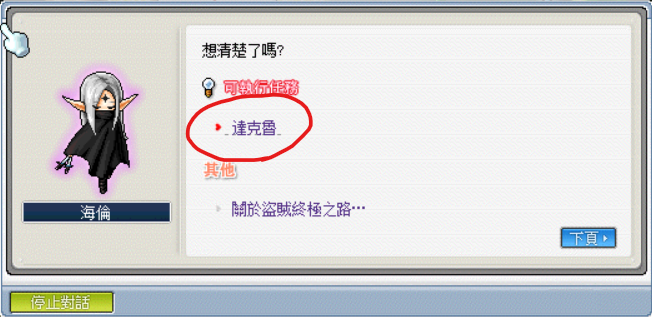 想清楚了嗎?
可執行任務
達克魯
其他
海倫
關於盜賊終極之路…
下頁
停止對話